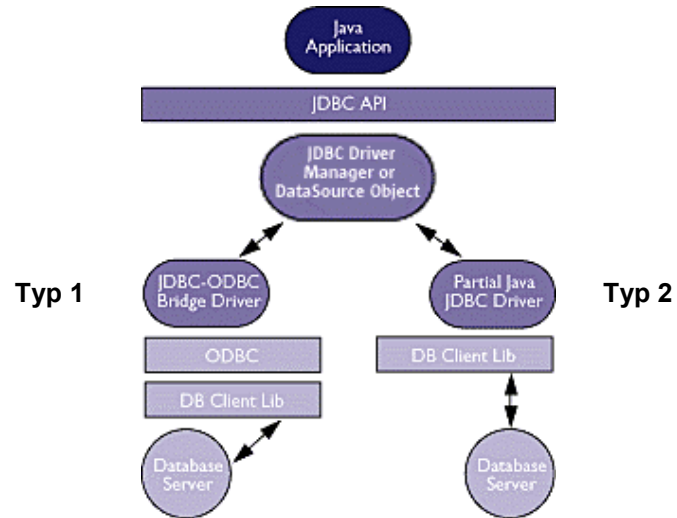 Java
Application
JDBC API
JDBC Driver
Manager or
DataSource Object
Typ 1
JDBC-ODBC
Bridge Driver
Partial Java
JDBC Driver
Typ 2
ODBC
DB Client Lib
DB Client Lib
Database
Server
Database
Server